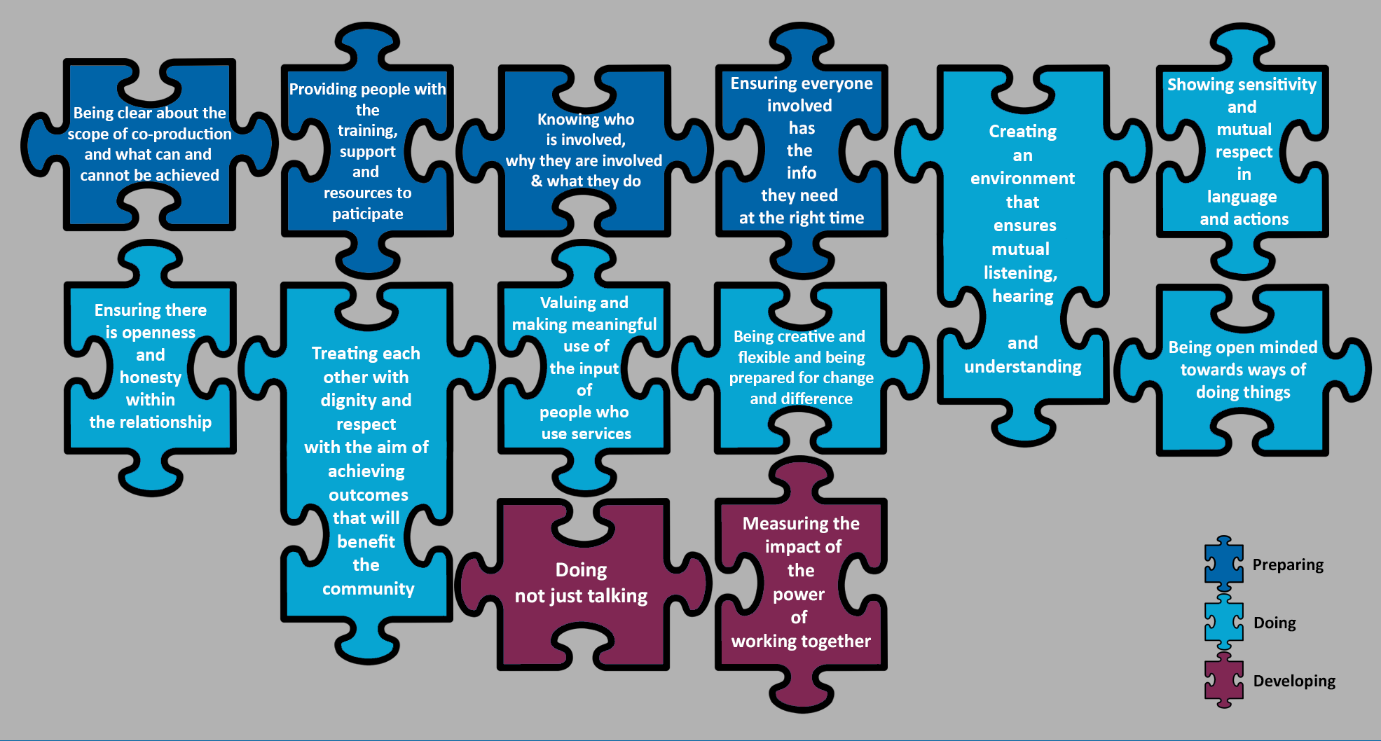 Being clear about the
scope of co-production
and what can and
cannot be achieved
Providing people with
the
training,
support
and
resources to
paticipate
Knowing who
is involved,
why they are involved
& what they do
Ensuring everyone
involved
has
the
info
they need
at the right time
Creating
an
environment
that
ensures
mutual
listening,
hearing
and
understanding
Showing sensitivity
and
mutual
respect
in
language
and actions
Ensuring there
is openness
and
honesty
within
the relationship
Treating each
other with
dignity and
respect
with the aim of
achieving
outcomes
that will
benefit
the
community
Valuing and
making meaningful
use of
the input
of
people who
use services
Being creative and
flexible and being
prepared for change
and difference
Being open minded
towards ways of
doing things
Doing
not just talking
Measuring the
impact of
the
power
of
working together
Preparing
Doing
Developing